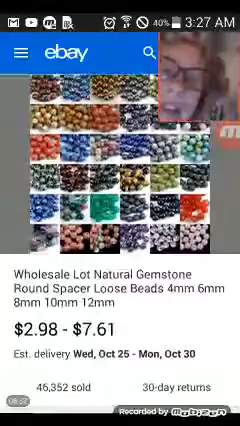 40% 3:27 AM
ebay
Wholesale Lot Natural Gemstone
Round Spacer Loose Beads 4mm 6mm
8mm 10mm 12mm
$2.98 - $7.61
Est. delivery Wed, Oct 25 - Mon, Oct 30
46,352 sold 30-day returns
Recorded by mobizen